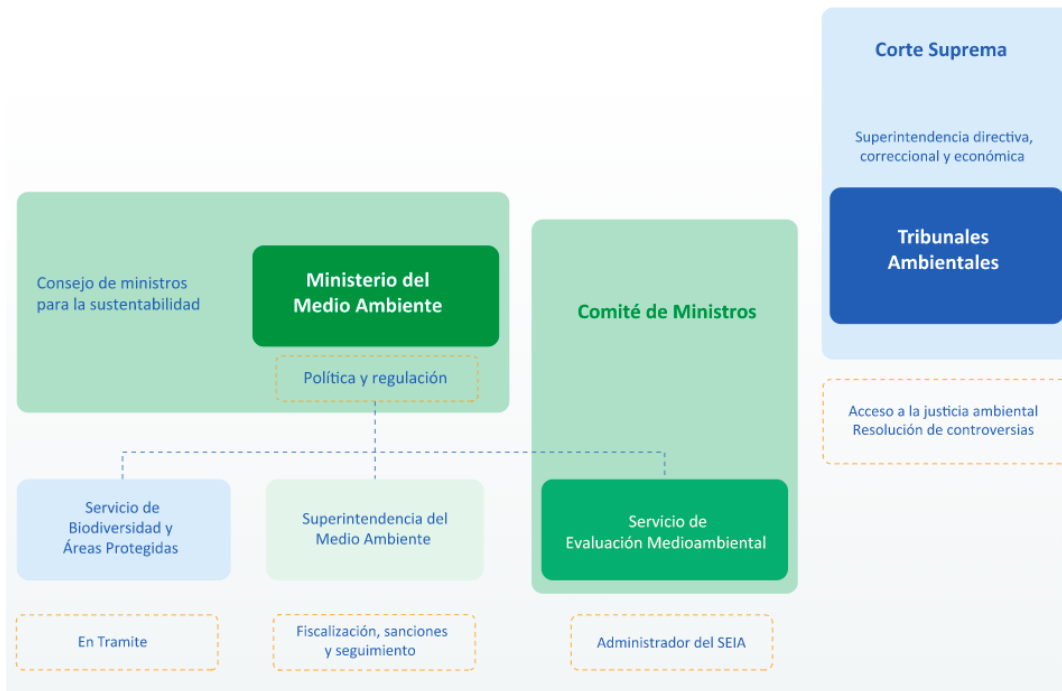 Corte Suprema
Superintendencia directiva,
correccional y económica
Tribunales
Ambientales
Acceso a la justicia ambiental
Resolución de controversias
Consejo de ministros
para la sustentabilidad
Ministerio del
Medio Ambiente
Política y regulación
Comité de Ministros
Servicio de
Biodiversidad y
Áreas Protegidas
Superintendencia del
Medio Ambiente
Servicio de
Evaluación Medioambiental
En Tramite
Fiscalización, sanciones
y seguimiento
Administrador del SEIA